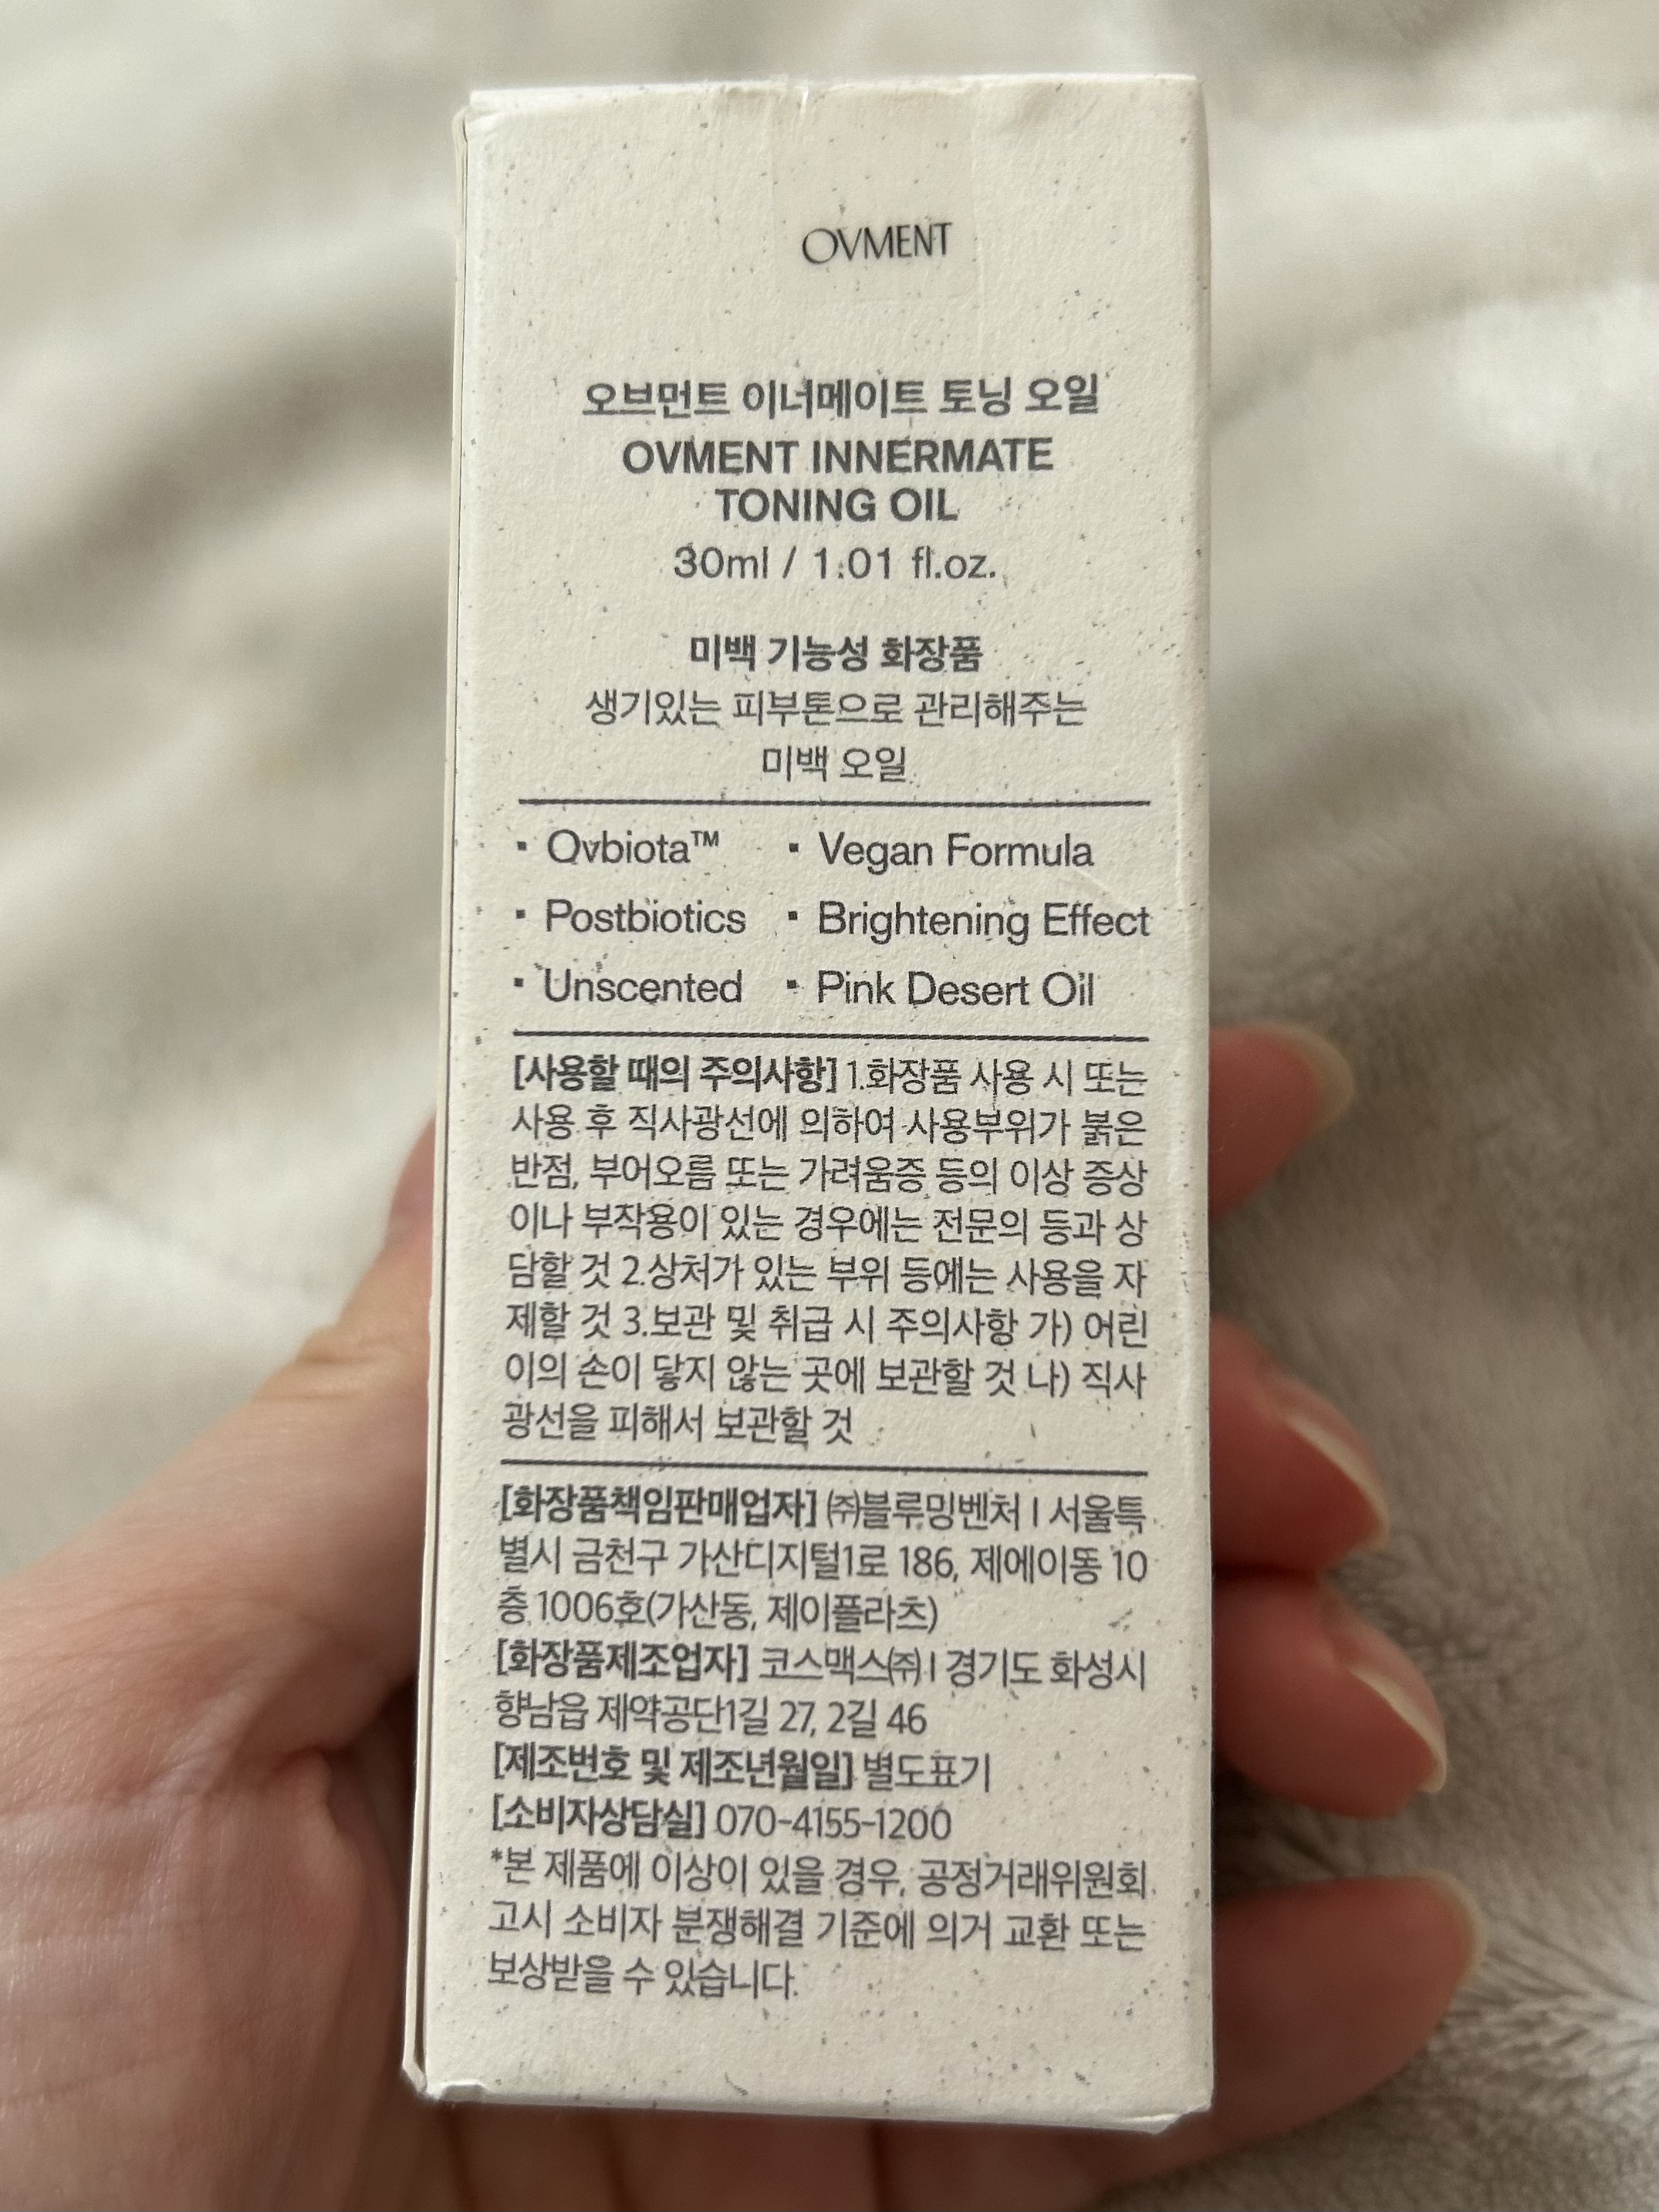 OVMENT
오브먼트 이너메이트 토닝 오일
OVMENT INNERMATE
TONING OIL
30ml / 1.01 fl.oz.
미백 기능성 화장품
생기있는 피부톤으로 관리해주는
미백 오일
· Ovbiota™ · Vegan Formula
· Postbiotics · Brightening Effect
· Unscented · Pink Desert Oil
[사용할 때의 주의사항] 1.화장품 사용 시 또는
사용 후 직사광선에 의하여 사용부위가 붉은
반점, 부어오름 또는 가려움증 등의 이상 증상
이나 부작용이 있는 경우에는 전문의 등과 상
담할 것 2.상처가 있는 부위 등에는 사용을 자
제할 것 3.보관 및 취급 시 주의사항 가) 어린
이의 손이 닿지 않는 곳에 보관할 것 나) 직사
광선을 피해서 보관할 것
[화장품책임판매업자] ㈜블루밍벤처 I 서울특
별시 금천구 가산디지털1로 186, 제에이동 10
층 1006호(가산동, 제이플라츠)
[화장품제조업자] 코스맥스㈜ I 경기도 화성시
향남읍 제약공단1길 27, 2길 46
[제조번호 및 제조년월일] 별도표기
[소비자상담실] 070-4155-1200
*본 제품에 이상이 있을 경우, 공정거래위원회
고시 소비자 분쟁해결 기준에 의거 교환 또는
보상받을 수 있습니다.